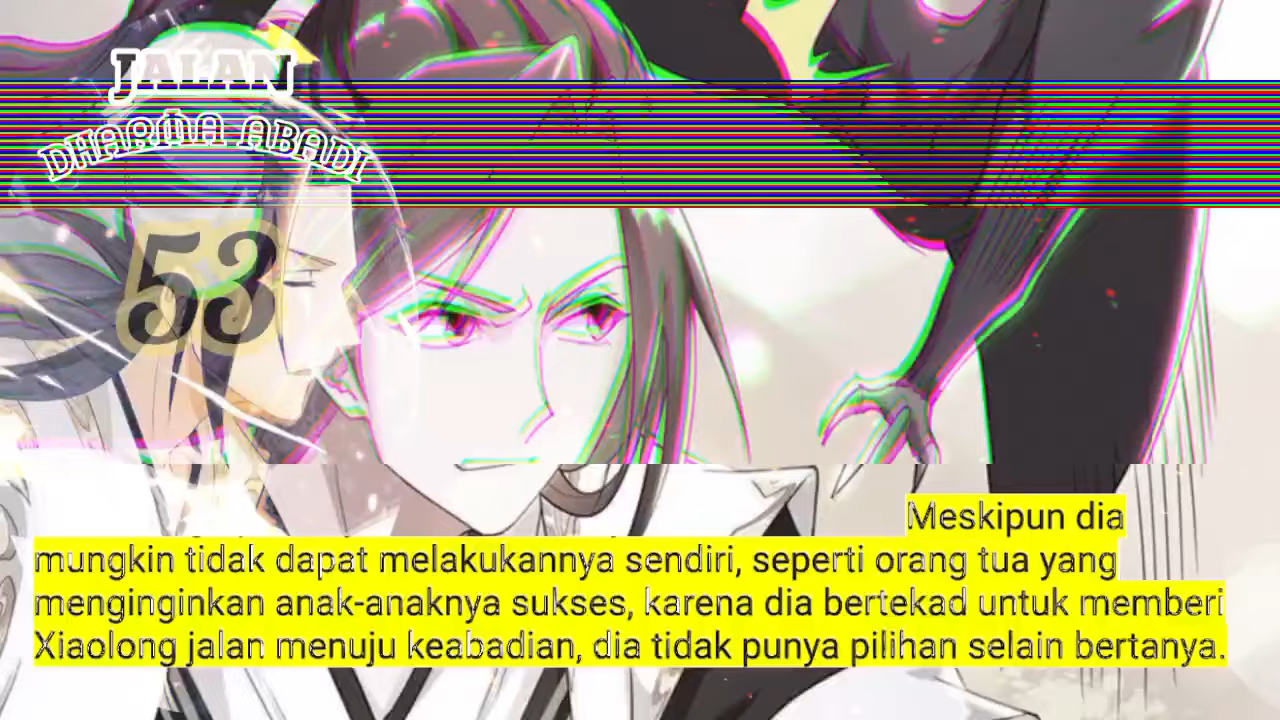 JALAN
DHARMA ABADI
53
Meskipun dia
mungkin tidak dapat melakukannya sendiri, seperti orang tua yang
menginginkan anak-anaknya sukses, karena dia bertekad untuk memberi
Xiaolong jalan menuju keabadian, dia tidak punya pilihan selain bertanya.